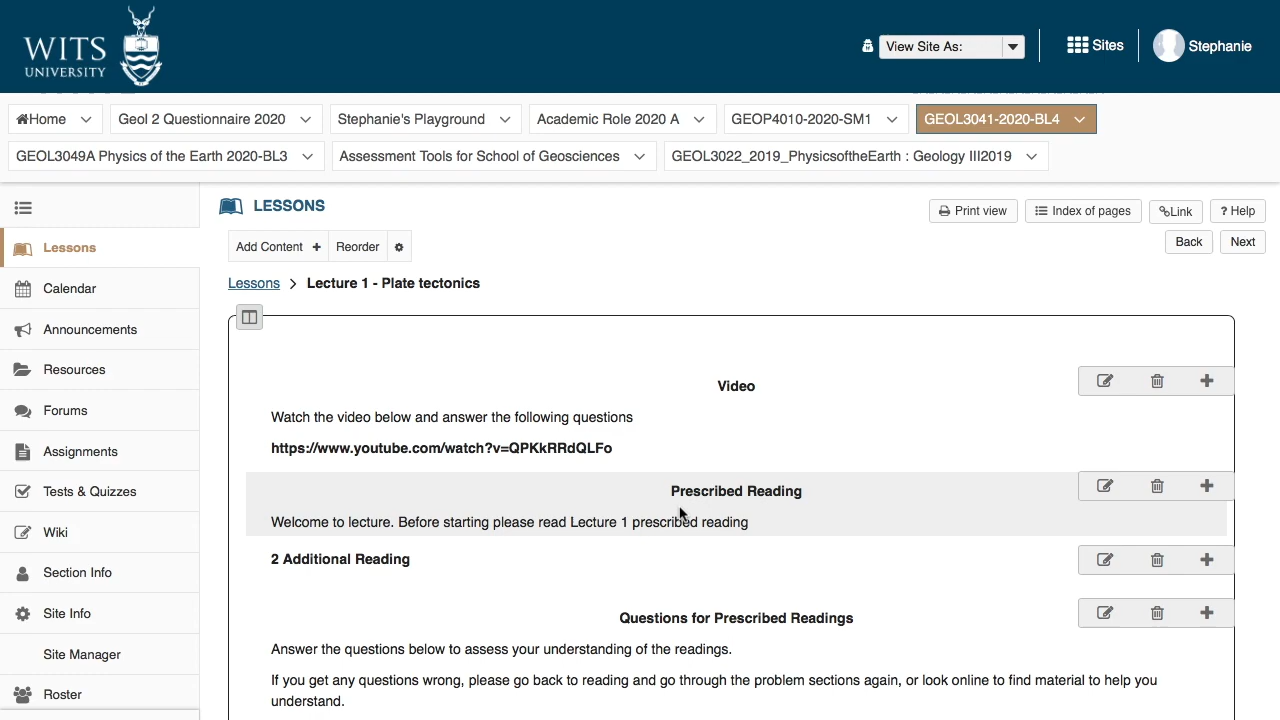 WITS
UNIVERSITY
View Site As:
Sites
Stephanie
Home
Geol 2 Questionnaire 2020
Stephanie's Playground
Academic Role 2020 A
GEOP4010-2020-SM1
GEOL3041-2020-BL4
GEOL3049A Physics of the Earth 2020-BL3
Assessment Tools for School of Geosciences
GEOL3022_2019_PhysicsoftheEarth : Geology III2019
LESSONS
Print view
Index of pages
Link
? Help
Lessons
Add Content +
Reorder
Back
Next
Calendar
Lessons > Lecture 1 - Plate tectonics
Announcements
Resources
Forums
Assignments
Tests & Quizzes
Wiki
Section Info
Site Info
Site Manager
Roster
Video
Watch the video below and answer the following questions
https://www.youtube.com/watch?v=QPKkRRdQLFo
Prescribed Reading
Welcome to lecture. Before starting please read Lecture 1 prescribed reading
2 Additional Reading
Questions for Prescribed Readings
Answer the questions below to assess your understanding of the readings.
If you get any questions wrong, please go back to reading and go through the problem sections again, or look online to find material to help you
understand.